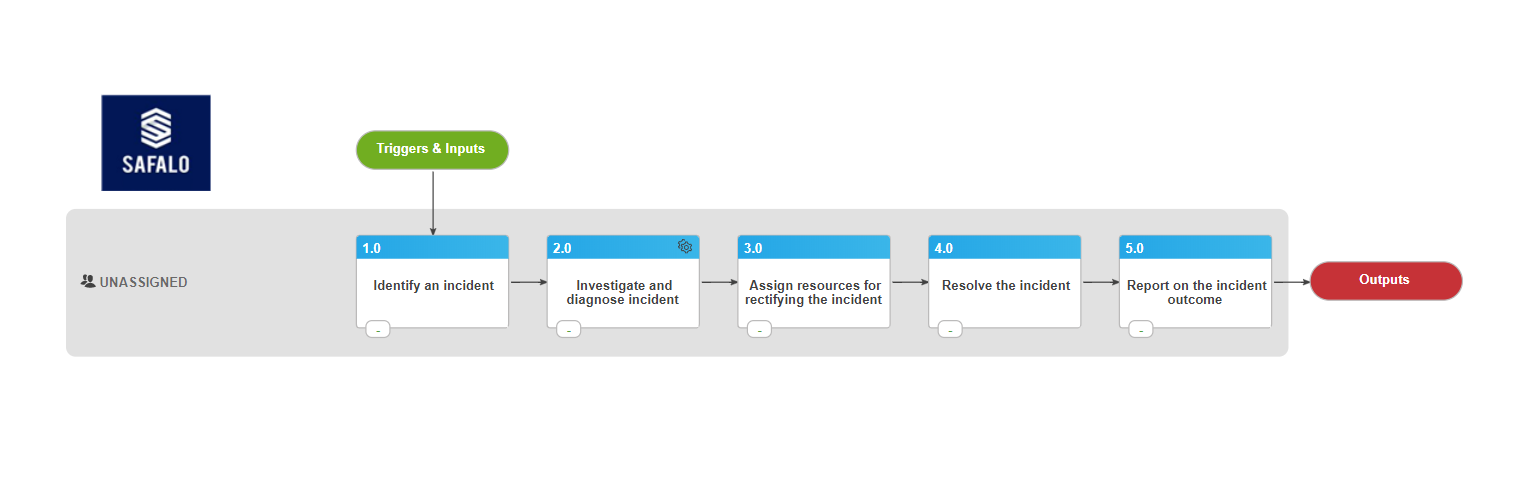 SAFALO
Triggers & Inputs
UNASSIGNED
1.0
Identify an incident
-
2.0
Investigate and
diagnose incident
-
3.0
Assign resources for
rectifying the incident
-
4.0
Resolve the incident
-
5.0
Report on the incident
outcome
-
Outputs